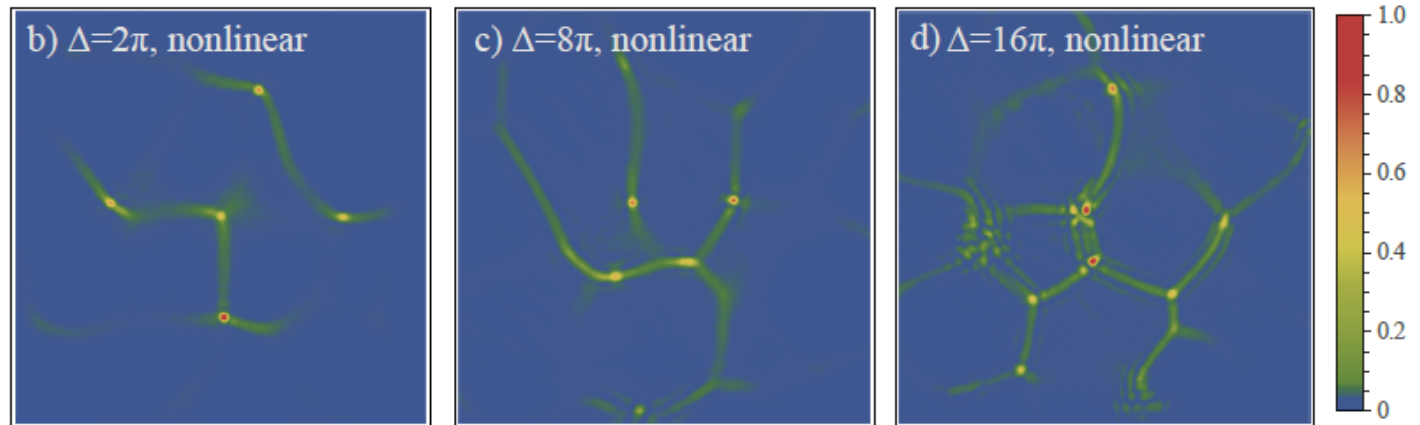 b) Δ=2π, nonlinear
c) Δ=8π, nonlinear
d) Δ=16π, nonlinear
1.0
0.8
0.6
0.4
0.2
0